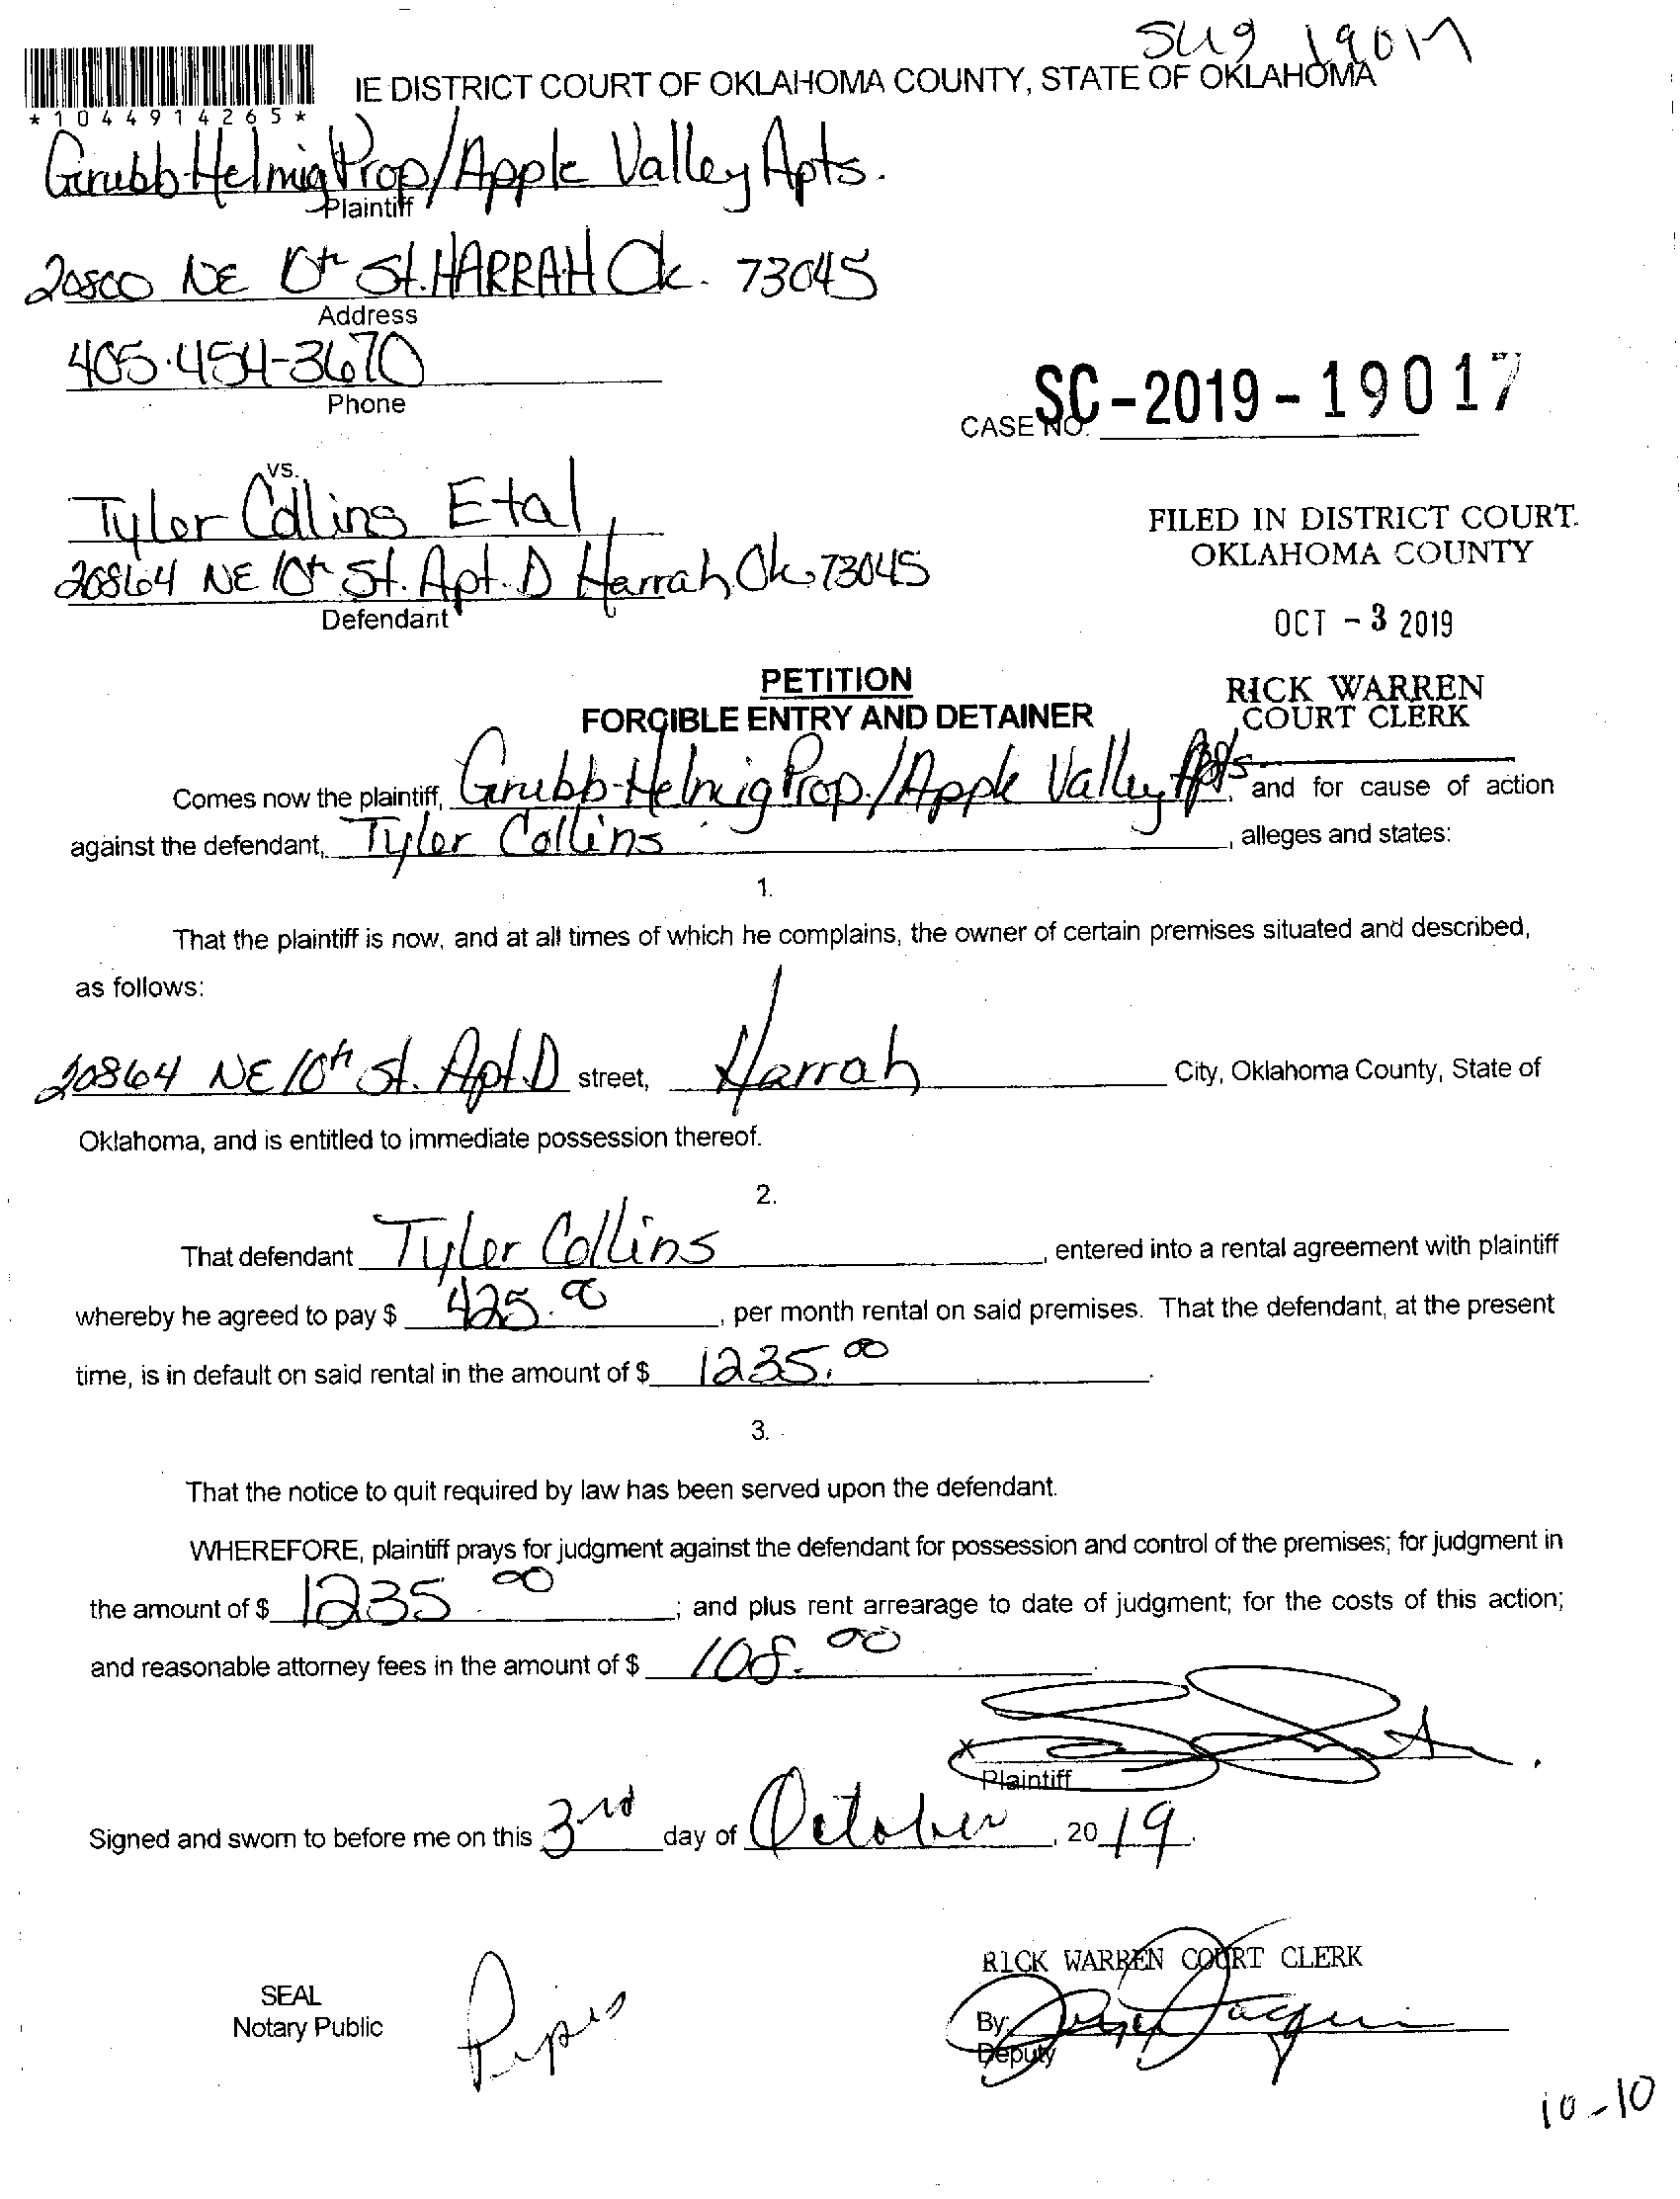 SC19 19017
IE DISTRICT COURT OF OKLAHOMA COUNTY, STATE OF OKLAHOMA
*1044914265*
Grubb-Helmig Prop/Apple Valley Apts.
Plaintiff
20800 NE 10th St. HARRAH Ok. 73045
Address
405.454-3670
Phone
CASE NO. SC-2019-19017
vs.
Tyler Collins Etal,
20864 NE 10th St. Apt. D Harrah, Ok 73045
Defendant
FILED IN DISTRICT COURT
OKLAHOMA COUNTY
OCT -3 2019
RICK WARREN
COURT CLERK
PETITION
FORCIBLE ENTRY AND DETAINER
Comes now the plaintiff, Grubb-Helmig Prop./Apple Valley Apts., and for cause of action
against the defendant, Tyler Collins, alleges and states:
1.
That the plaintiff is now, and at all times of which he complains, the owner of certain premises situated and described,
as follows:
20864 NE 10th St. Apt. D street, Harrah City, Oklahoma County, State of
Oklahoma, and is entitled to immediate possession thereof.
2.
That defendant Tyler Collins, entered into a rental agreement with plaintiff
whereby he agreed to pay $ 425.00, per month rental on said premises. That the defendant, at the present
time, is in default on said rental in the amount of $ 1235.00.
3.
That the notice to quit required by law has been served upon the defendant.
WHEREFORE, plaintiff prays for judgment against the defendant for possession and control of the premises; for judgment in
the amount of $ 1235 00; and plus rent arrearage to date of judgment; for the costs of this action;
and reasonable attorney fees in the amount of $ 108.00.
X
Plaintiff
Signed and sworn to before me on this 3rd day of October, 2019.
RICK WARREN COURT CLERK
SEAL
Notary Public
By:
Deputy
10-10